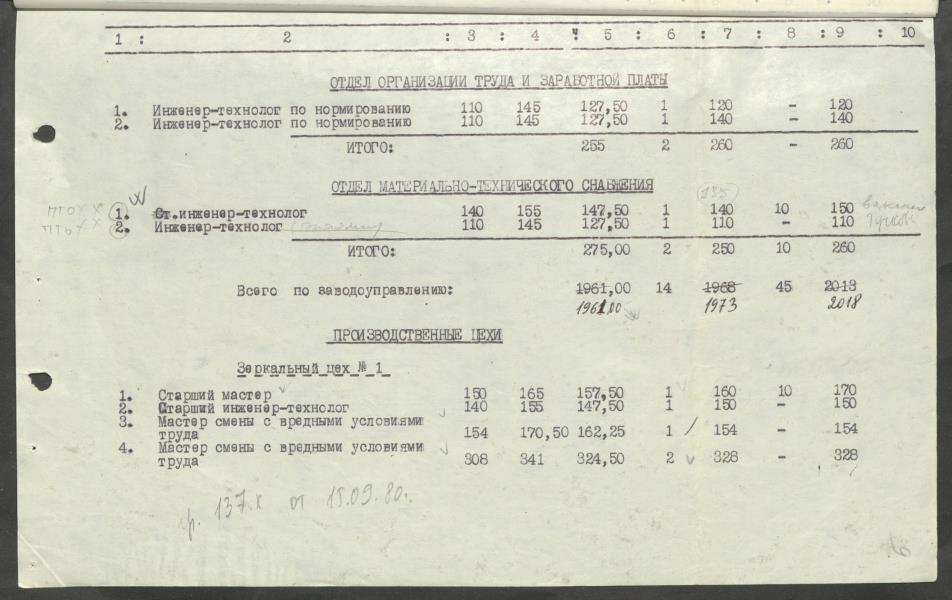 1 : 2 : 3 : 4 : 5 : 6 : 7 : 8 : 9 : 10
ОТДЕЛ ОРГАНИЗАЦИИ ТРУДА И ЗАРАБОТНОЙ ПЛАТЫ
1. Инженер-технолог по нормированию 110 145 127,50 1 120 - 120
2. Инженер-технолог по нормированию 110 145 127,50 1 140 - 140
ИТОГО: 255 2 260 - 260
ОТДЕЛ МАТЕРИАЛЬНО-ТЕХНИЧЕСКОГО СНАБЖЕНИЯ (135)
ПТОУ X 1. Ст.инженер-технолог 140 155 147,50 1 140 10 150
ПТОУ X 2. Инженер-технолог 110 145 127,50 1 110 - 110
ИТОГО: 275,00 2 250 10 260
Всего по заводоуправлению: 1961,00 14 1968 45 2013
1961,00 1973 2018
ПРОИЗВОДСТВЕННЫЕ ЦЕХИ
Зеркальный цех № 1
1. Старший мастер 150 165 157,50 1 160 10 170
2. Старший инженер-технолог 140 155 147,50 1 150 - 150
3. Мастер смены с вредными условиями
труда 154 170,50 162,25 1 154 - 154
4. Мастер смены с вредными условиями
труда 308 341 324,50 2 328 - 328
пр. 137.к от 15.09.80г.